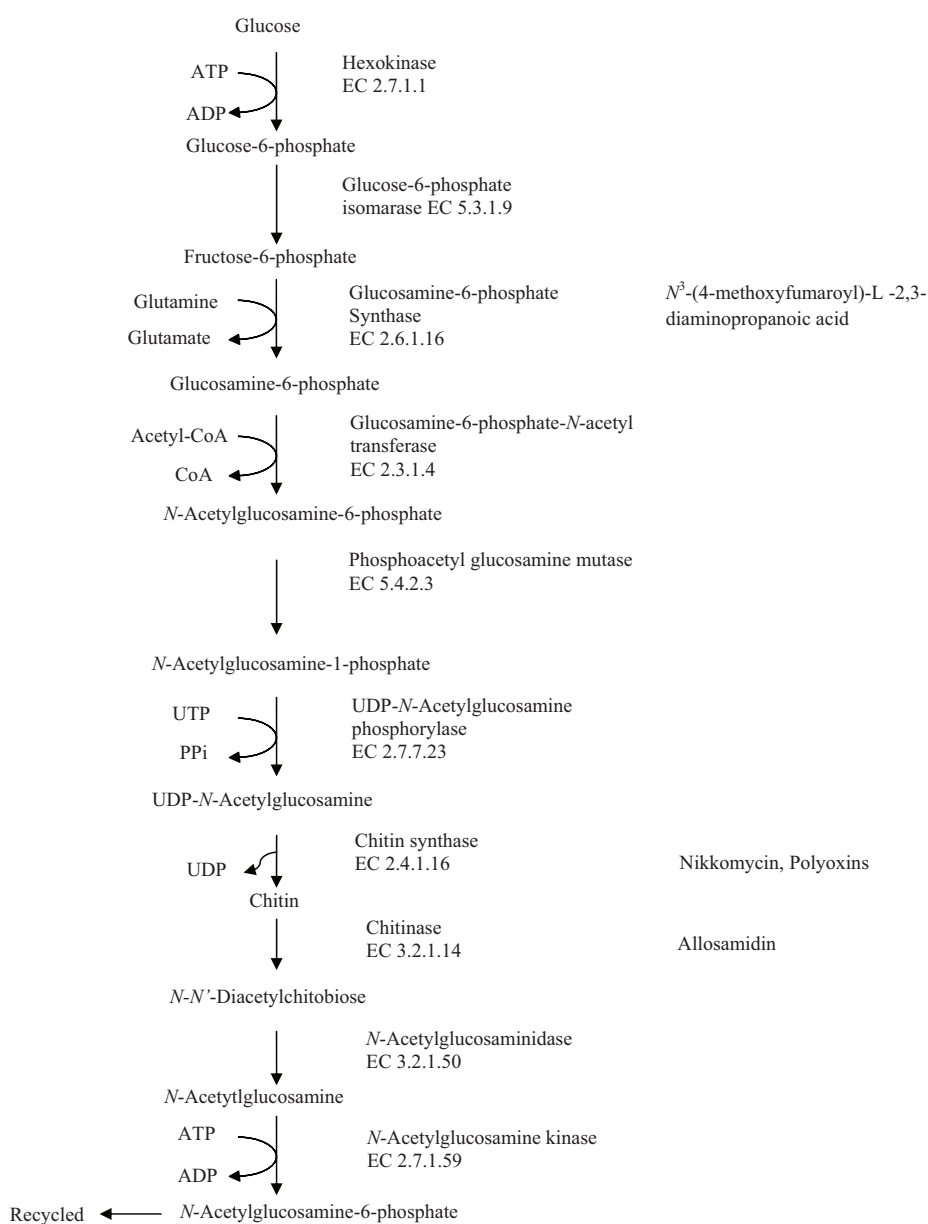 Glucose
ATP
ADP
Hexokinase
EC 2.7.1.1
Glucose-6-phosphate
Glucose-6-phosphate
isomarase EC 5.3.1.9
Fructose-6-phosphate
Glutamine
Glutamate
Glucosamine-6-phosphate
Synthase
EC 2.6.1.16
N³-(4-methoxyfumaroyl)-L -2,3-
diaminopropanoic acid
Glucosamine-6-phosphate
Acetyl-CoA
CoA
Glucosamine-6-phosphate-N-acetyl
transferase
EC 2.3.1.4
N-Acetylglucosamine-6-phosphate
Phosphoacetyl glucosamine mutase
EC 5.4.2.3
N-Acetylglucosamine-1-phosphate
UTP
PPi
UDP-N-Acetylglucosamine
phosphorylase
EC 2.7.7.23
UDP-N-Acetylglucosamine
UDP
Chitin synthase
EC 2.4.1.16
Nikkomycin, Polyoxins
Chitin
Chitinase
EC 3.2.1.14
Allosamidin
N-N’-Diacetylchitobiose
N-Acetylglucosaminidase
EC 3.2.1.50
N-Acetytlglucosamine
ATP
ADP
N-Acetylglucosamine kinase
EC 2.7.1.59
Recycled
N-Acetylglucosamine-6-phosphate